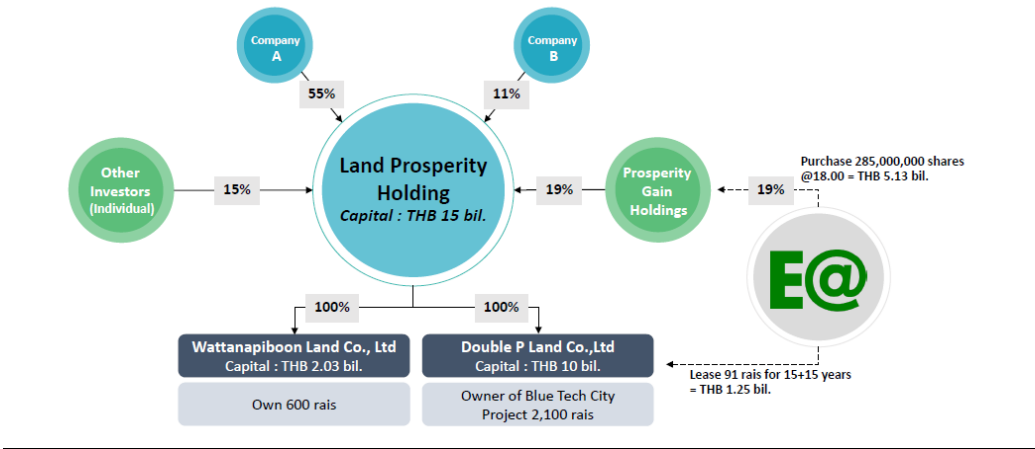 Company
A
Company
B
55%
11%
Other
Investors
(Individual)
15%
Land Prosperity
Holding
Capital : THB 15 bil.
19%
Prosperity
Gain
Holdings
19%
Purchase 285,000,000 shares
@18.00 = THB 5.13 bil.
E@
100%
100%
Wattanapiboon Land Co., Ltd
Capital : THB 2.03 bil.
Own 600 rais
Double P Land Co.,Ltd
Capital : THB 10 bil.
Owner of Blue Tech City
Project 2,100 rais
Lease 91 rais for 15+15 years
= THB 1.25 bil.